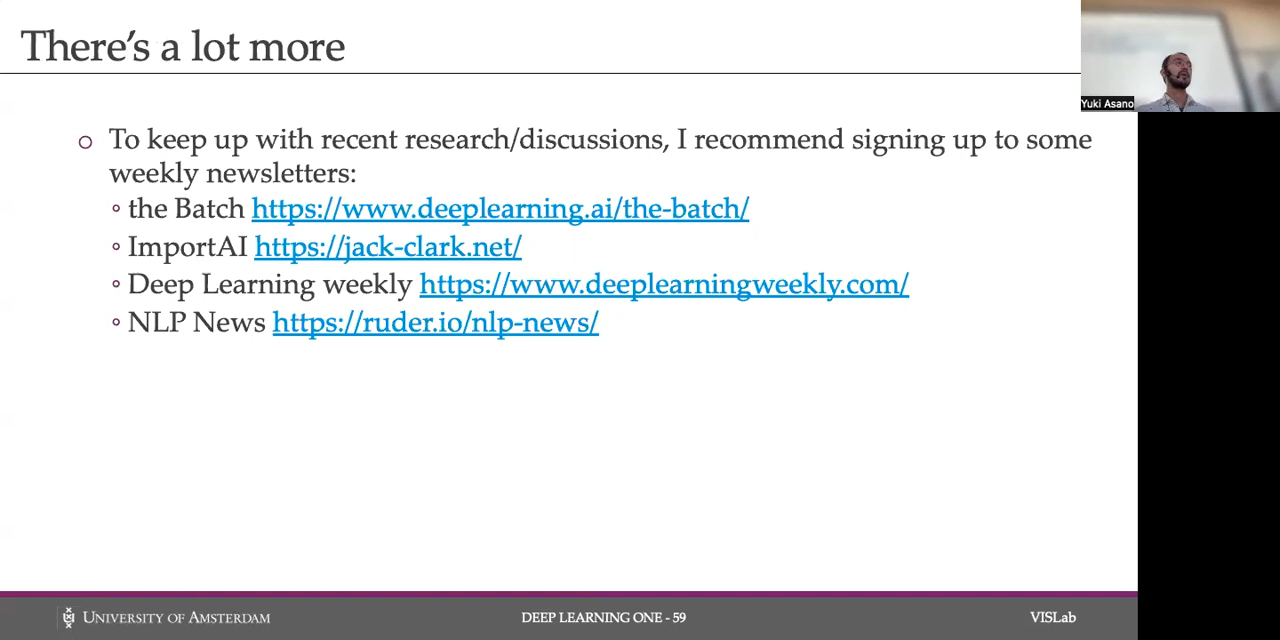 There's a lot more
Yuki Asano
○ To keep up with recent research/discussions, I recommend signing up to some
weekly newsletters:
◦ the Batch https://www.deeplearning.ai/the-batch/
◦ ImportAI https://jack-clark.net/
◦ Deep Learning weekly https://www.deeplearningweekly.com/
◦ NLP News https://ruder.io/nlp-news/
UNIVERSITY OF AMSTERDAM
DEEP LEARNING ONE - 59
VISLab